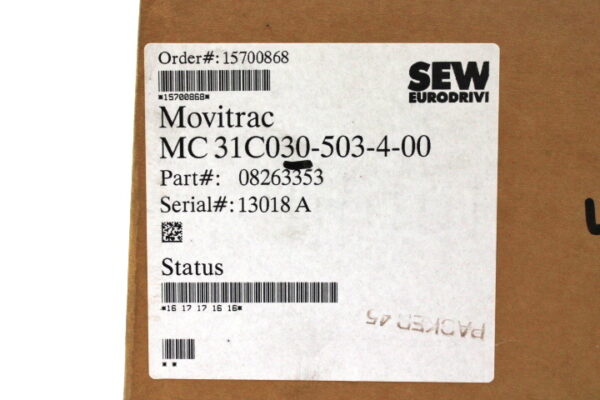 Order#: 15700868
*15700868*
SEW
EURODRIVE
Movitrac
MC 31C030-503-4-00
Part#: 08263353
Serial#: 13018 A
Status
*16 17 17 16 16*
PACKER 45
* *